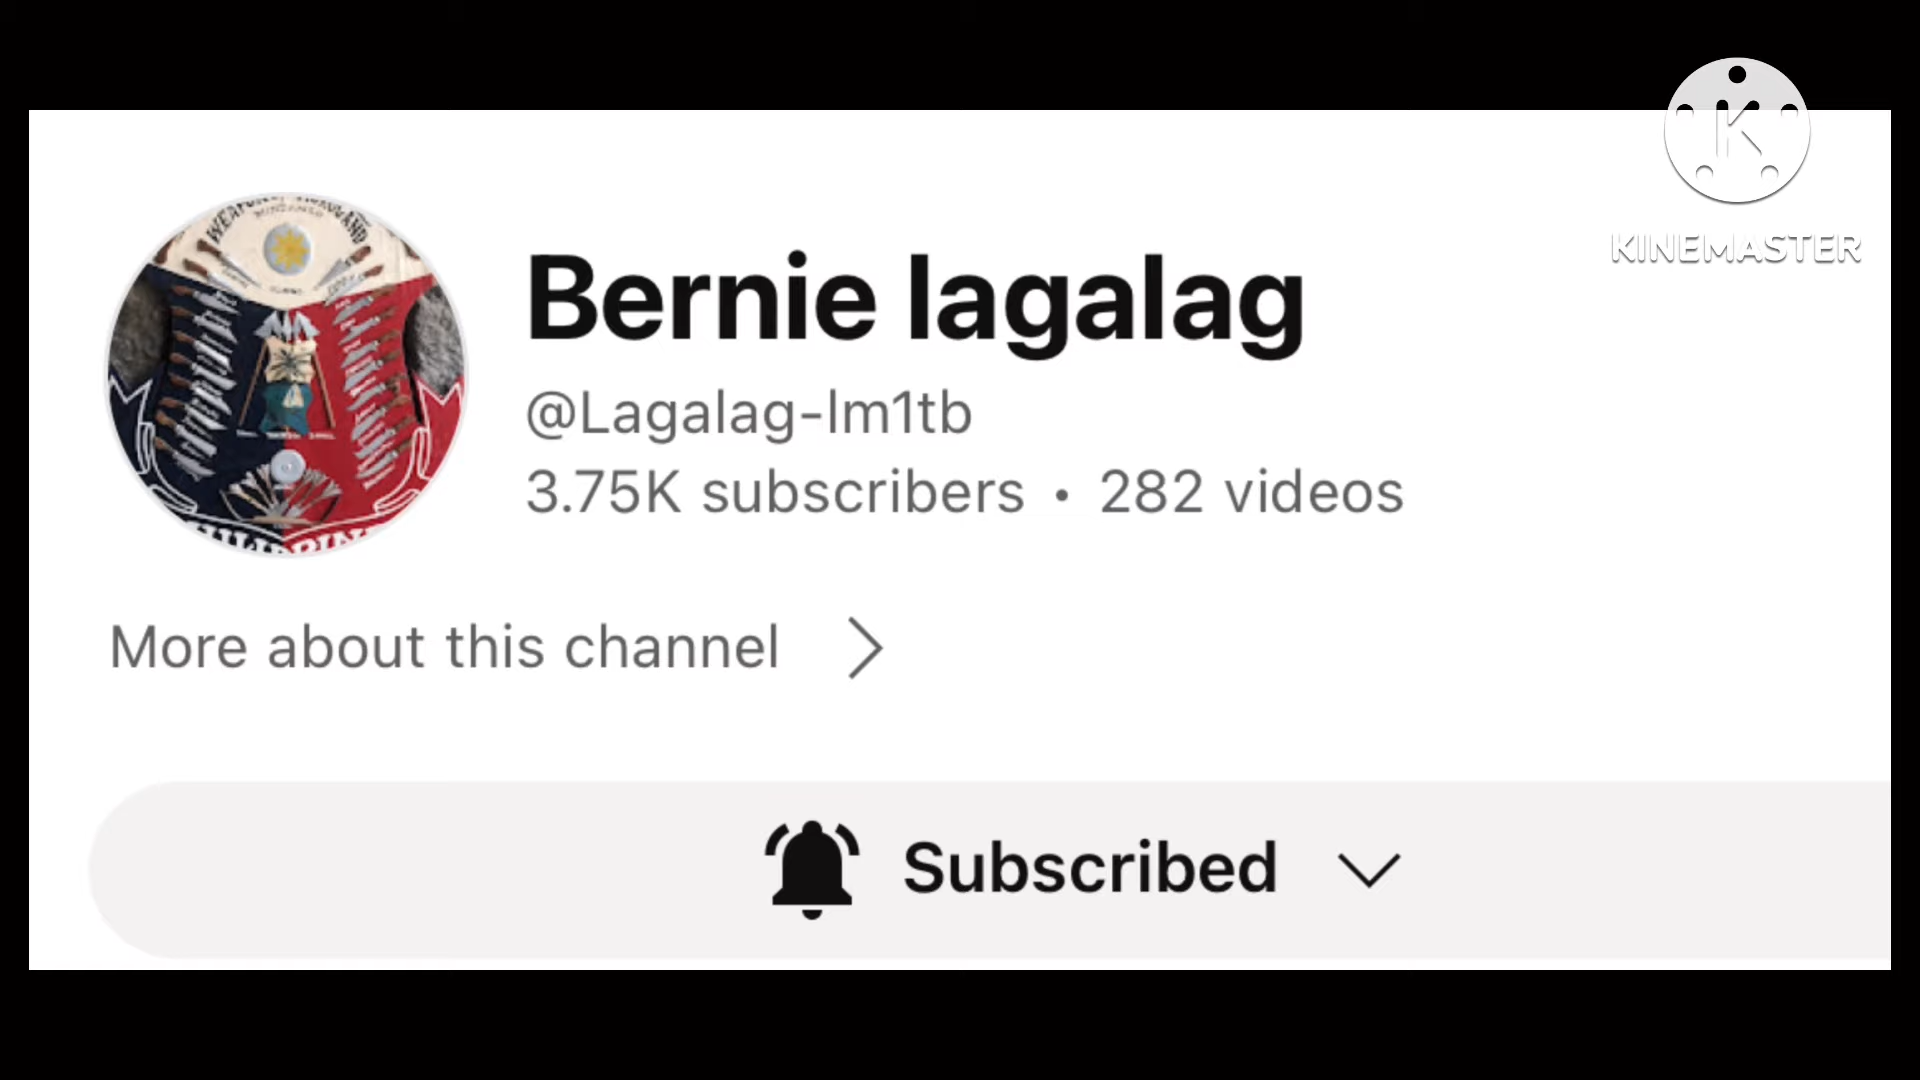 KINEMASTER
Bernie lagalag
@Lagalag-lm1tb
3.75K subscribers • 282 videos
More about this channel
Subscribed